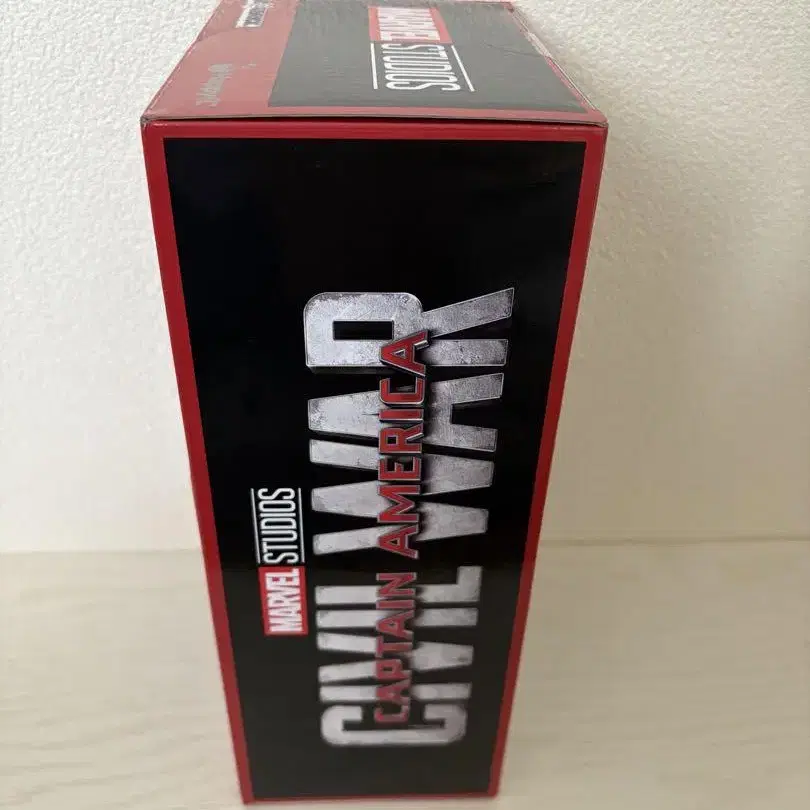 MARVEL
STUDIOS
MARVEL STUDIOS
CAPTAIN AMERICA
CIVIL WAR